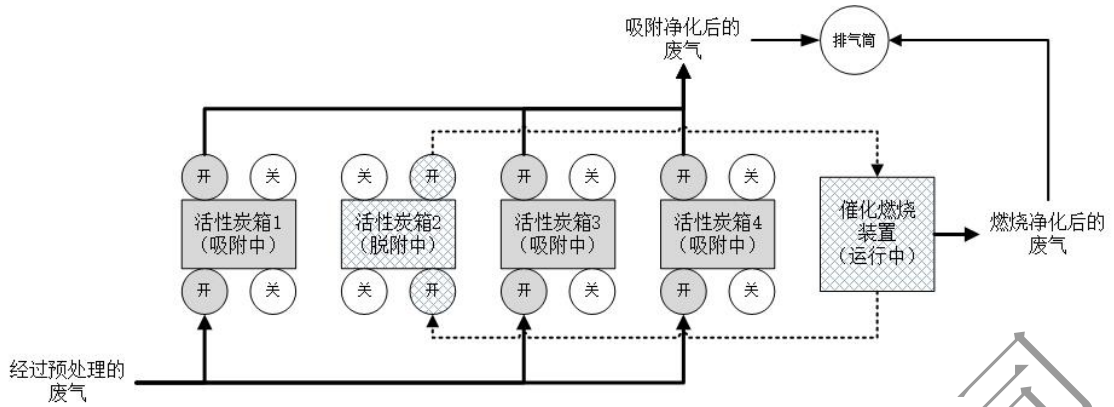 吸附净化后的
废气
排气筒
开
关
关
开
开
关
开
关
活性炭箱1
（吸附中）
活性炭箱2
（脱附中）
活性炭箱3
（吸附中）
活性炭箱4
（吸附中）
催化燃烧
装置
（运行中）
燃烧净化后的
废气
开
关
关
开
开
关
开
关
经过预处理的
废气